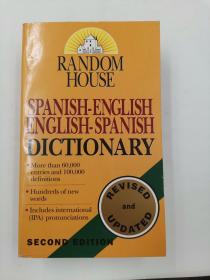 RANDOM
HOUSE
SPANISH-ENGLISH
ENGLISH-SPANISH
DICTIONARY
• More than 60,000
entries and 100,000
definitions
• Hundreds of new
words
• Includes international
(IPA) pronunciations
REVISED
and
UPDATED
SECOND EDITION